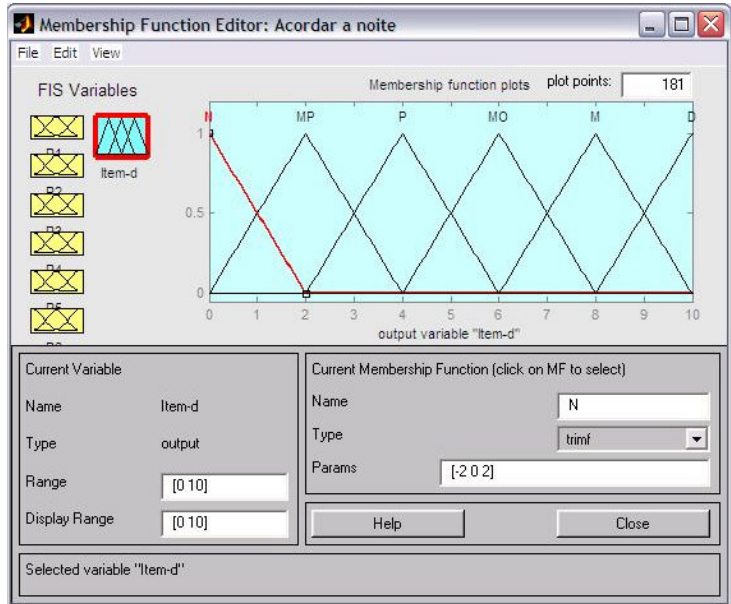 Membership Function Editor: Acordar a noite
File Edit View
FIS Variables
Item-d
Membership function plots plot points: 181
N MP P MO M D
1
0.5
0
0 1 2 3 4 5 6 7 8 9 10
output variable "Item-d"
Current Variable
Name Item-d
Type output
Range [0 10]
Display Range [0 10]
Current Membership Function (click on MF to select)
Name N
Type trimf
Params [-2 0 2]
Help Close
Selected variable "Item-d"